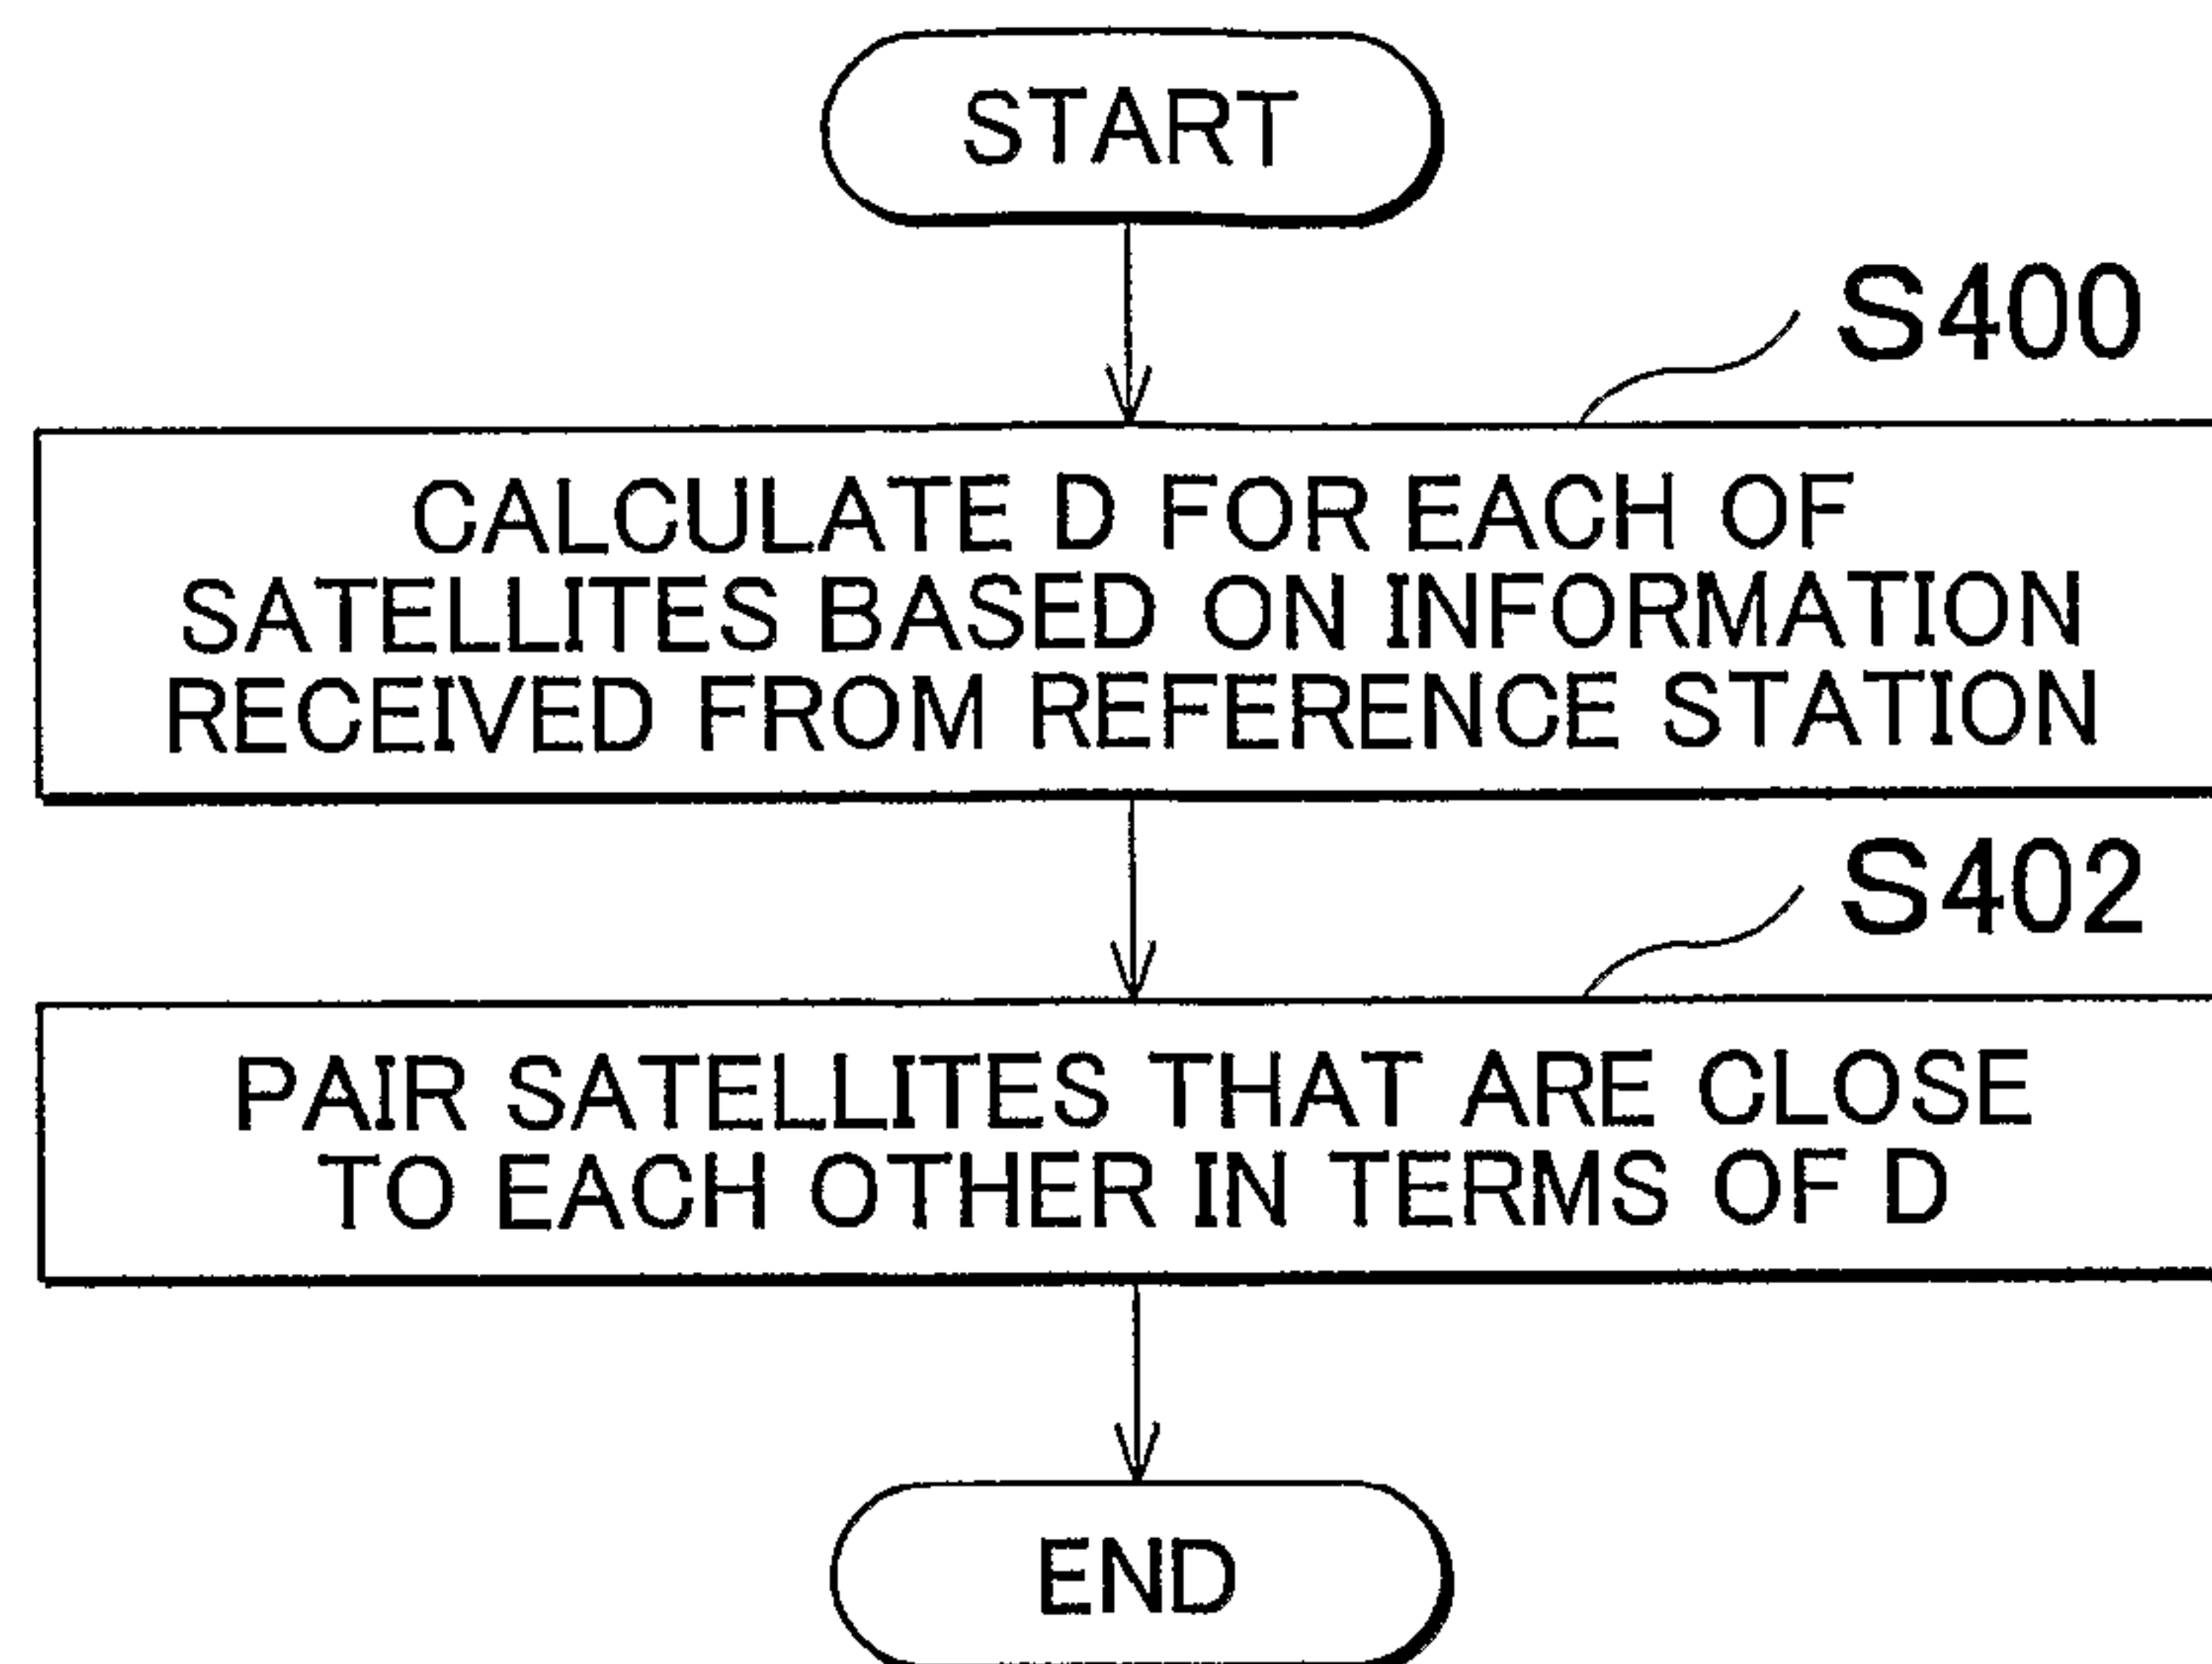 START
S400
CALCULATE D FOR EACH OF
SATELLITES BASED ON INFORMATION
RECEIVED FROM REFERENCE STATION
S402
PAIR SATELLITES THAT ARE CLOSE
TO EACH OTHER IN TERMS OF D
END